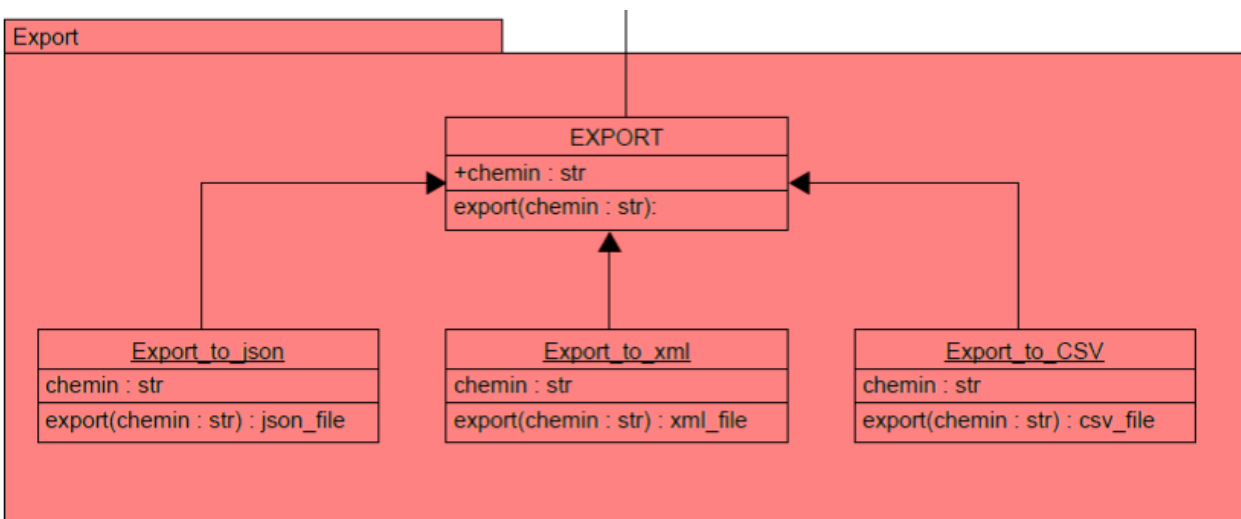 Export
EXPORT
+chemin : str
export(chemin : str):
Export_to_json
chemin : str
export(chemin : str) : json_file
Export_to_xml
chemin : str
export(chemin : str) : xml_file
Export_to_CSV
chemin : str
export(chemin : str) : csv_file